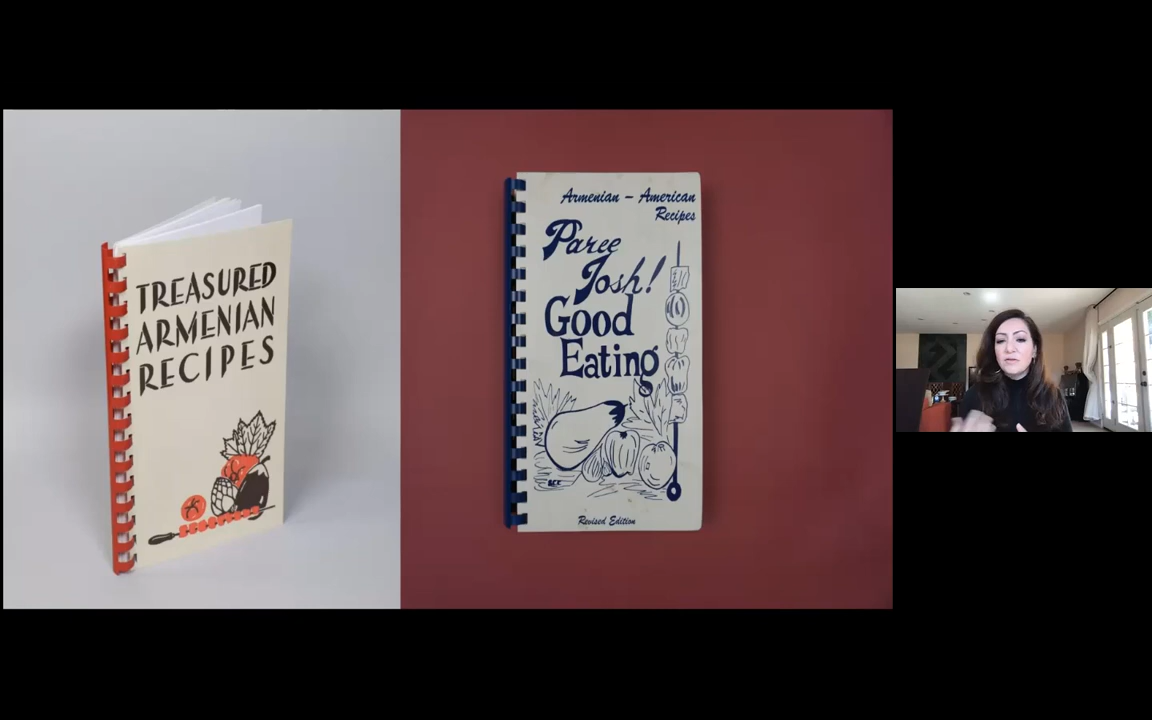 TREASURED
ARMENIAN
RECIPES
Armenian – American
Recipes
Paree
Josh!
Good
Eating
Revised Edition